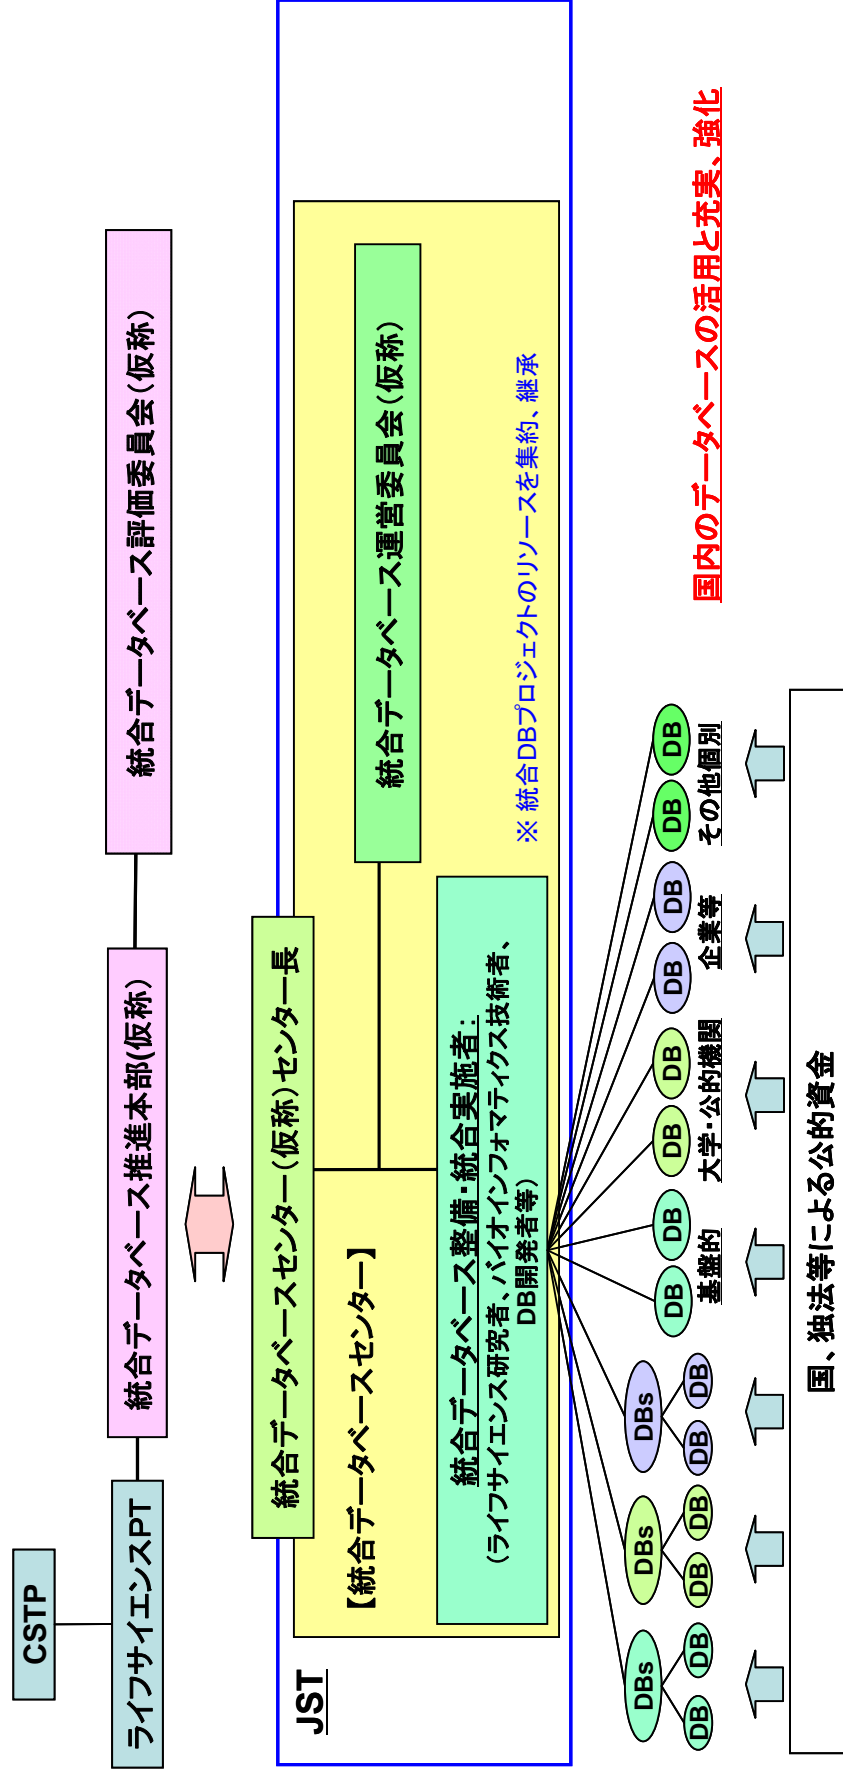 CSTP
ライフサイエンスPT
統合データベース推進本部(仮称)
統合データベース評価委員会(仮称)
JST
統合データベースセンター(仮称)センター長
【統合データベースセンター】
統合データベース運営委員会(仮称)
統合データベース整備・統合実施者:
(ライフサイエンス研究者、バイオインフォマティクス技術者、
DB開発者等)
※ 統合DBプロジェクトのリソースを集約、継承
DBs
DBs
DBs
DB
DB
DB
DB
DB
DB
DB
DB
DB
DB
DB
DB
DB
DB
基盤的
大学・公的機関
企業等
その他個別
国内のデータベースの活用と充実、強化
国、独法等による公的資金